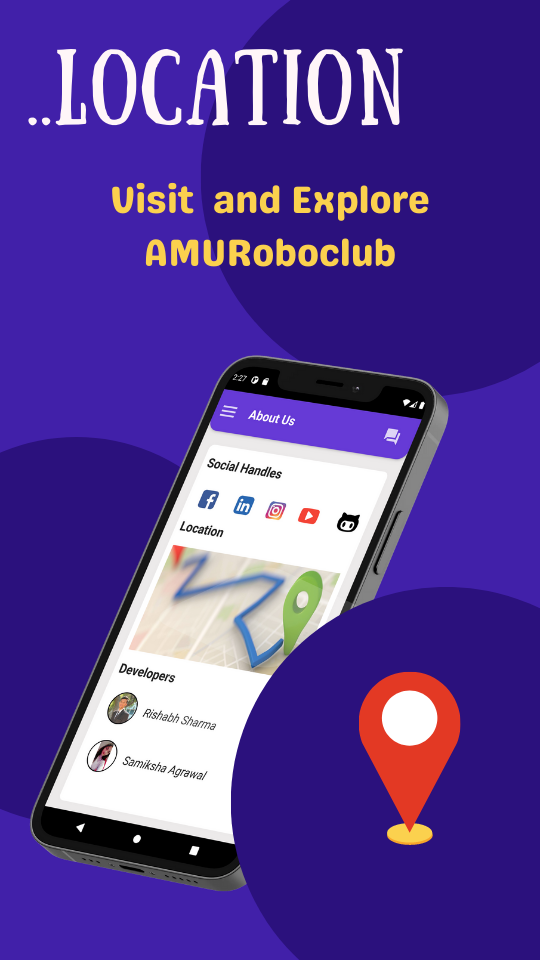 ..LOCATION
Visit and Explore
AMURoboclub
2:27
About Us
Social Handles
Location
Developers
Rishabh Sharma
Samiksha Agrawal